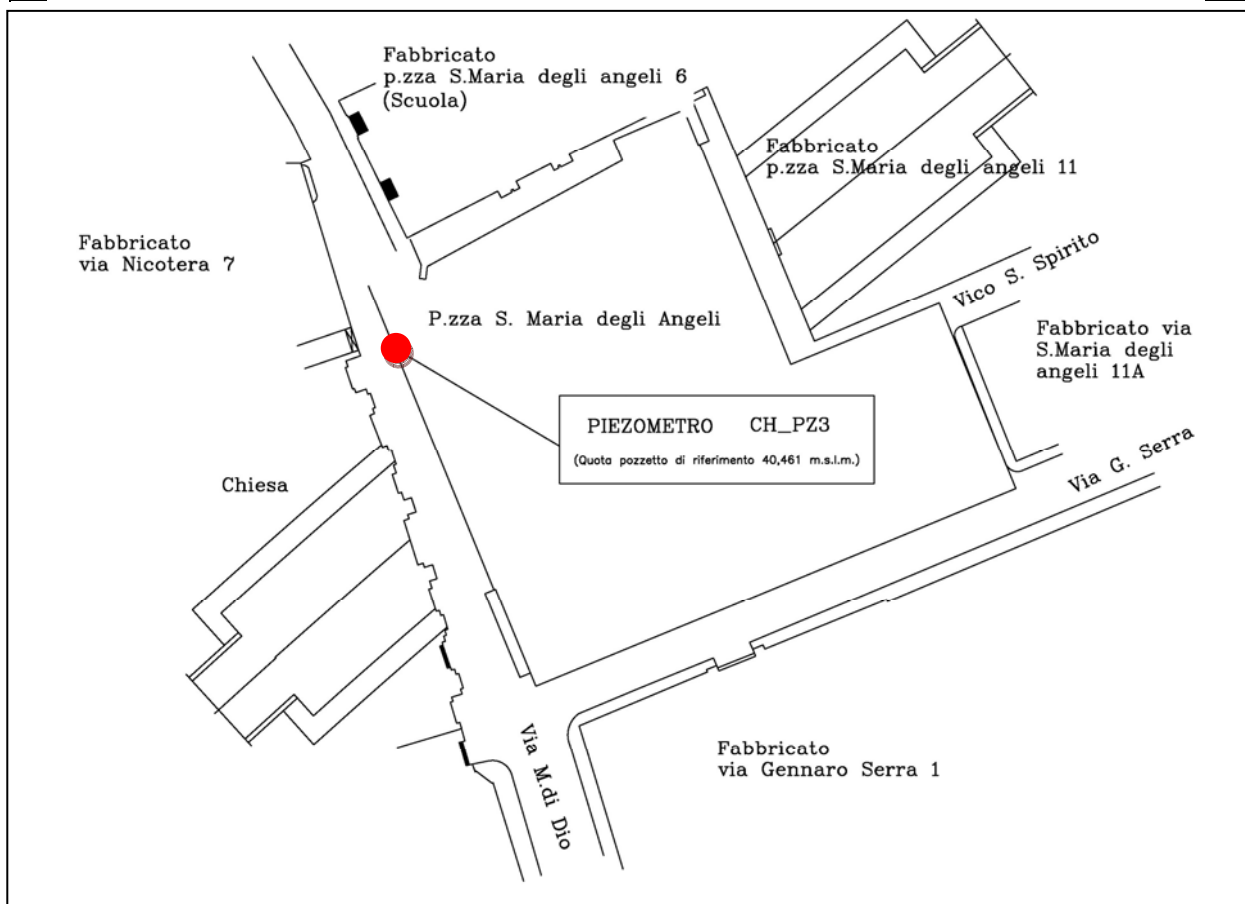 Fabbricato
p.zza S.Maria degli angeli 6
(Scuola)
Fabbricato
p.zza S.Maria degli angeli 11
Fabbricato
via Nicotera 7
Vico S. Spirito
P.zza S. Maria degli Angeli
Fabbricato via
S.Maria degli
angeli 11A
PIEZOMETRO CH_PZ3
(Quota pozzetto di riferimento 40,461 m.s.l.m.)
Via G. Serra
Chiesa
Via M.di Dio
Fabbricato
via Gennaro Serra 1